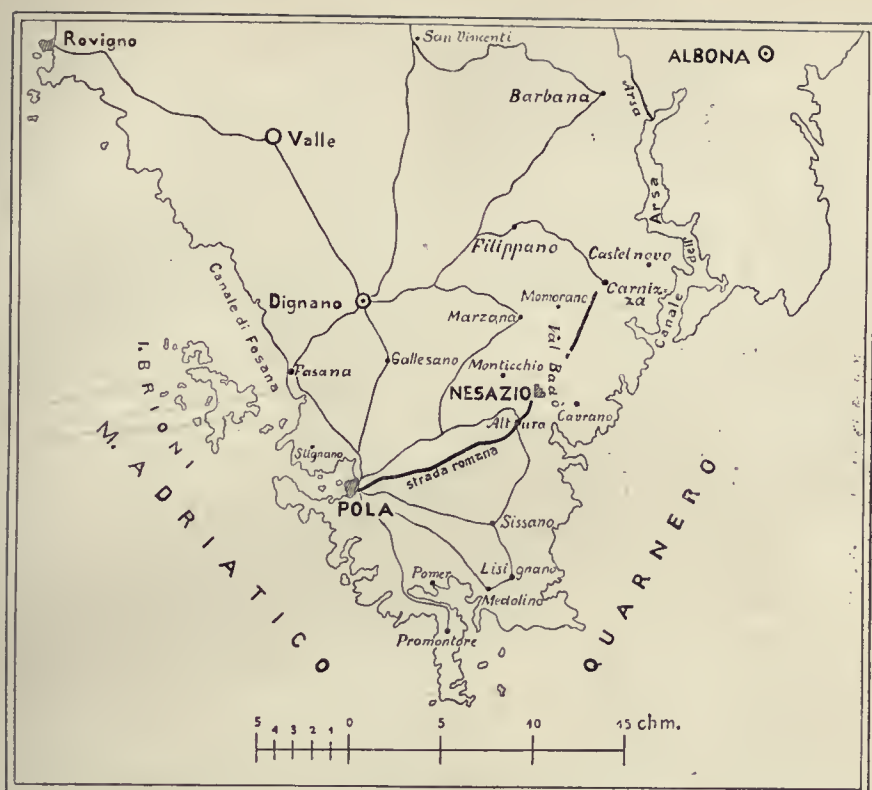 Rovigno
San Vincenti
ALBONA
Barbana
Arsa
Valle
Arsa
Filippano
Castelnovo
dell'
Canale di Fasana
Dignano
Momorano
Carniz-
za
Canale
Marzana
Val Badò
I. BRIONI
Fasana
Gallesano
Monticchio
NESAZIO
Cavrano
Altura
Stignano
strada romana
M. ADRIATICO
POLA
Sissano
QUARNERO
Pomer
Lisignano
Medolino
Promontore
5 4 3 2 1 0 5 10 15 chm.